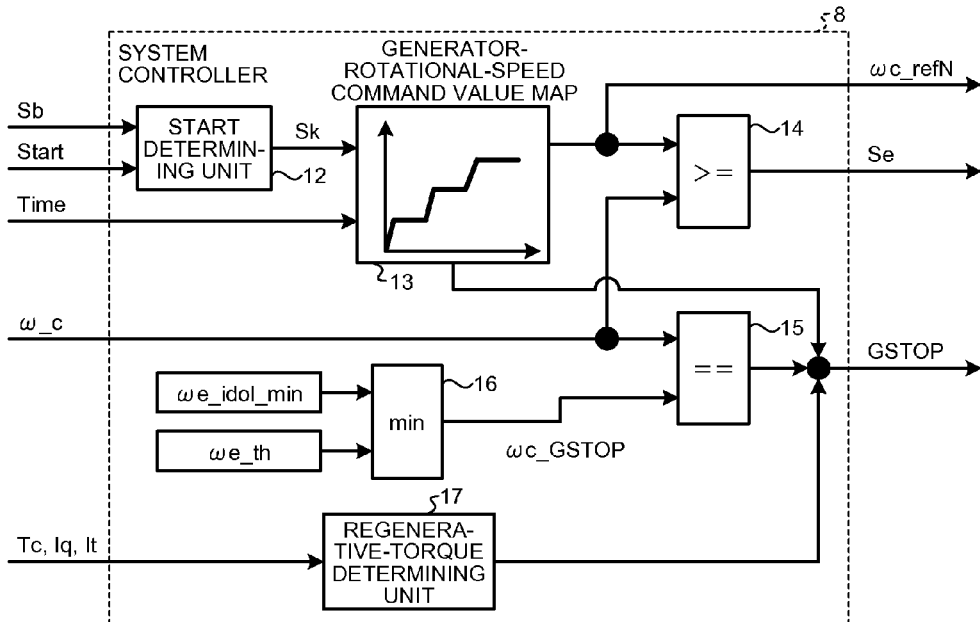 8
SYSTEM
CONTROLLER
GENERATOR-
ROTATIONAL-SPEED
COMMAND VALUE MAP
ωc_refN
Sb
Start
START
DETERMIN-
ING UNIT
12
Sk
14
>=
Se
Time
13
ω_c
15
==
GSTOP
ωe_idol_min
16
min
ωe_th
ωc_GSTOP
17
Tc, Iq, It
REGENERA-
TIVE-TORQUE
DETERMINING
UNIT